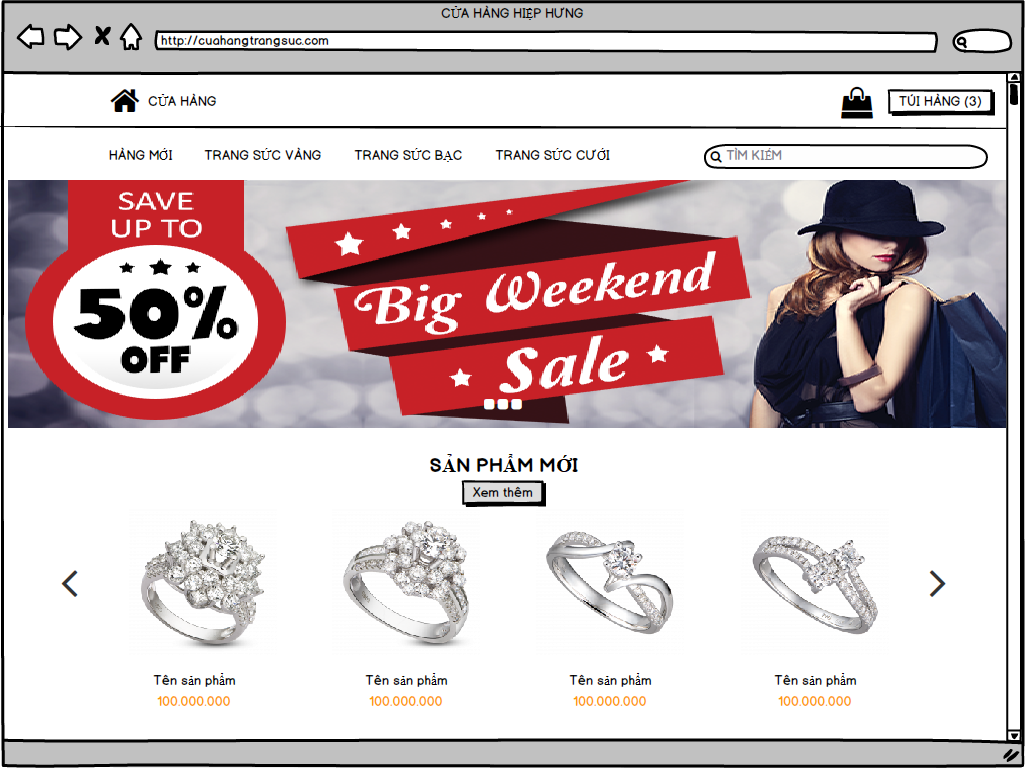 CỬA HÀNG HIỆP HƯNG
http://cuahangtrangsuc.com
CỬA HÀNG
TÚI HÀNG (3)
HÀNG MỚI
TRANG SỨC VÀNG
TRANG SỨC BẠC
TRANG SỨC CƯỚI
TÌM KIẾM
SAVE
UP TO
50%
OFF
Big Weekend
Sale
SẢN PHẨM MỚI
Xem thêm
Tên sản phẩm
100.000.000
Tên sản phẩm
100.000.000
Tên sản phẩm
100.000.000
Tên sản phẩm
100.000.000